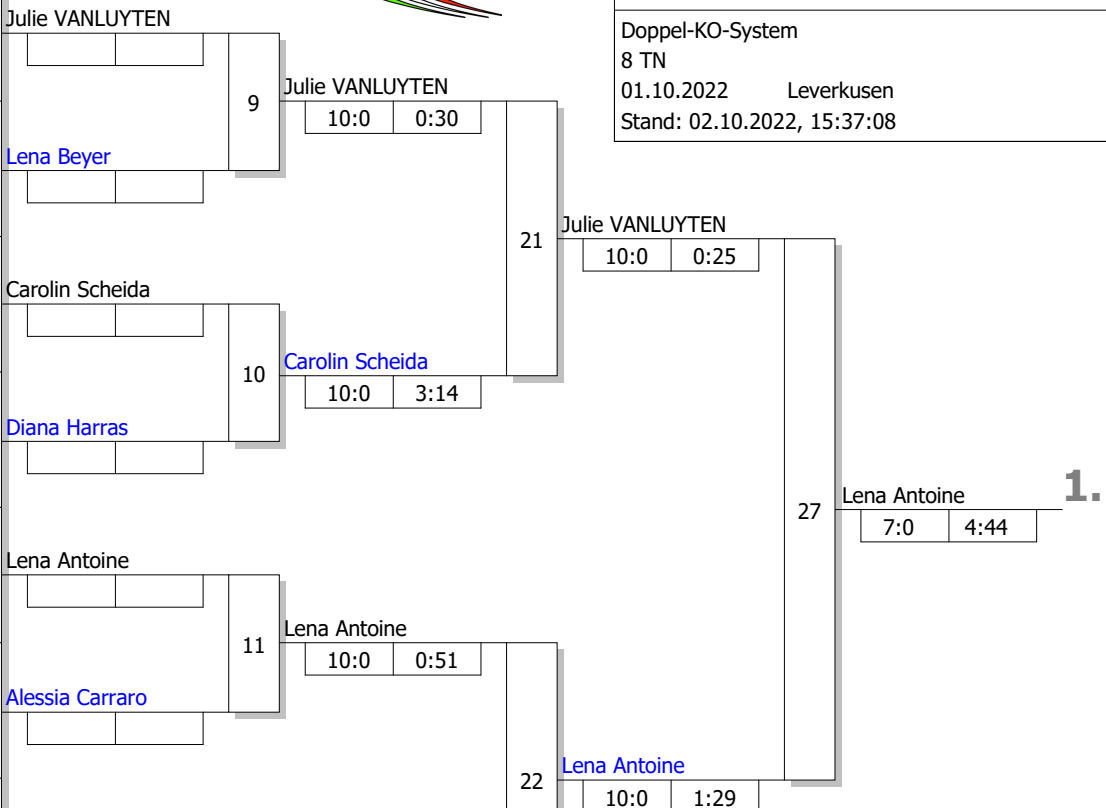 Julie VANLUYTEN
Doppel-KO-System
8 TN
01.10.2022 Leverkusen
Stand: 02.10.2022, 15:37:08
9
Julie VANLUYTEN
10:0 0:30
Lena Beyer
21
Julie VANLUYTEN
10:0 0:25
Carolin Scheida
10
Carolin Scheida
10:0 3:14
Diana Harras
27
Lena Antoine
1.
7:0 4:44
Lena Antoine
11
Lena Antoine
10:0 0:51
Alessia Carraro
22
Lena Antoine
10:0 1:29